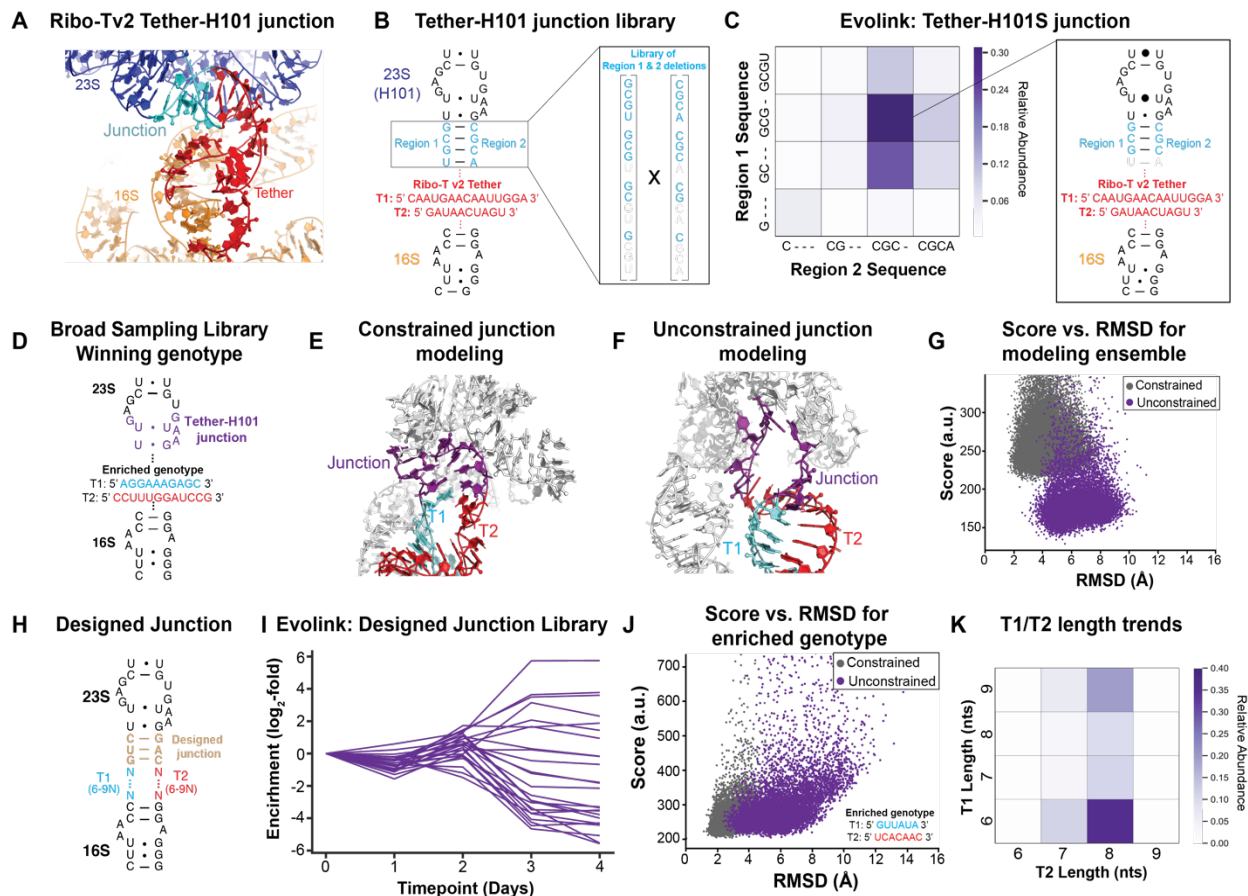 A Ribo-Tv2 Tether-H101 junction
23S
Junction
16S
Tether
B Tether-H101 junction library
23S
(H101)
Region 1
Region 2
Ribo-T v2 Tether
T1: 5' CAAUGAACAAUUGGA 3'
T2: 5' GAUAACUAGU 3'
16S
Library of
Region 1 & 2 deletions
X
C Evolink: Tether-H101S junction
Region 1 Sequence
GCGU
GCG -
GC - -
G - - -
C - - -
CG - -
CGC -
CGCA
Region 2 Sequence
0.30
0.24
0.18
0.12
0.06
Relative Abundance
Region 1
Region 2
Ribo-T v2 Tether
T1: 5' CAAUGAACAAUUGGA 3'
T2: 5' GAUAACUAGU 3'
16S
D Broad Sampling Library
Winning genotype
23S
Tether-H101
junction
Enriched genotype
T1: 5' AGGAAAGAGC 3'
T2: 5' CCUUUGGAUCCG 3'
16S
E Constrained junction
modeling
Junction
T1
T2
F Unconstrained junction
modeling
Junction
T1
T2
G Score vs. RMSD for
modeling ensemble
Constrained
Unconstrained
Score (a.u.)
350
300
250
200
150
0 2 4 6 8 10 12 14 16
RMSD (Å)
H Designed Junction
23S
Designed
junction
T1
(6-9N)
T2
(6-9N)
16S
I Evolink: Designed Junction Library
Encirhment (log2-fold)
6
4
2
0
-2
-4
-6
0 1 2 3 4
Timepoint (Days)
J Score vs. RMSD for
enriched genotype
Constrained
Unconstrained
Score (a.u.)
700
600
500
400
300
200
Enriched genotype
T1: 5' GUUAUA 3'
T2: 5' UCACAAC 3'
0 2 4 6 8 10 12 14 16
RMSD (Å)
K T1/T2 length trends
T1 Length (nts)
9
8
7
6
6 7 8 9
T2 Length (nts)
0.40
0.35
0.30
0.25
0.20
0.15
0.10
0.05
0.00
Relative Abundance